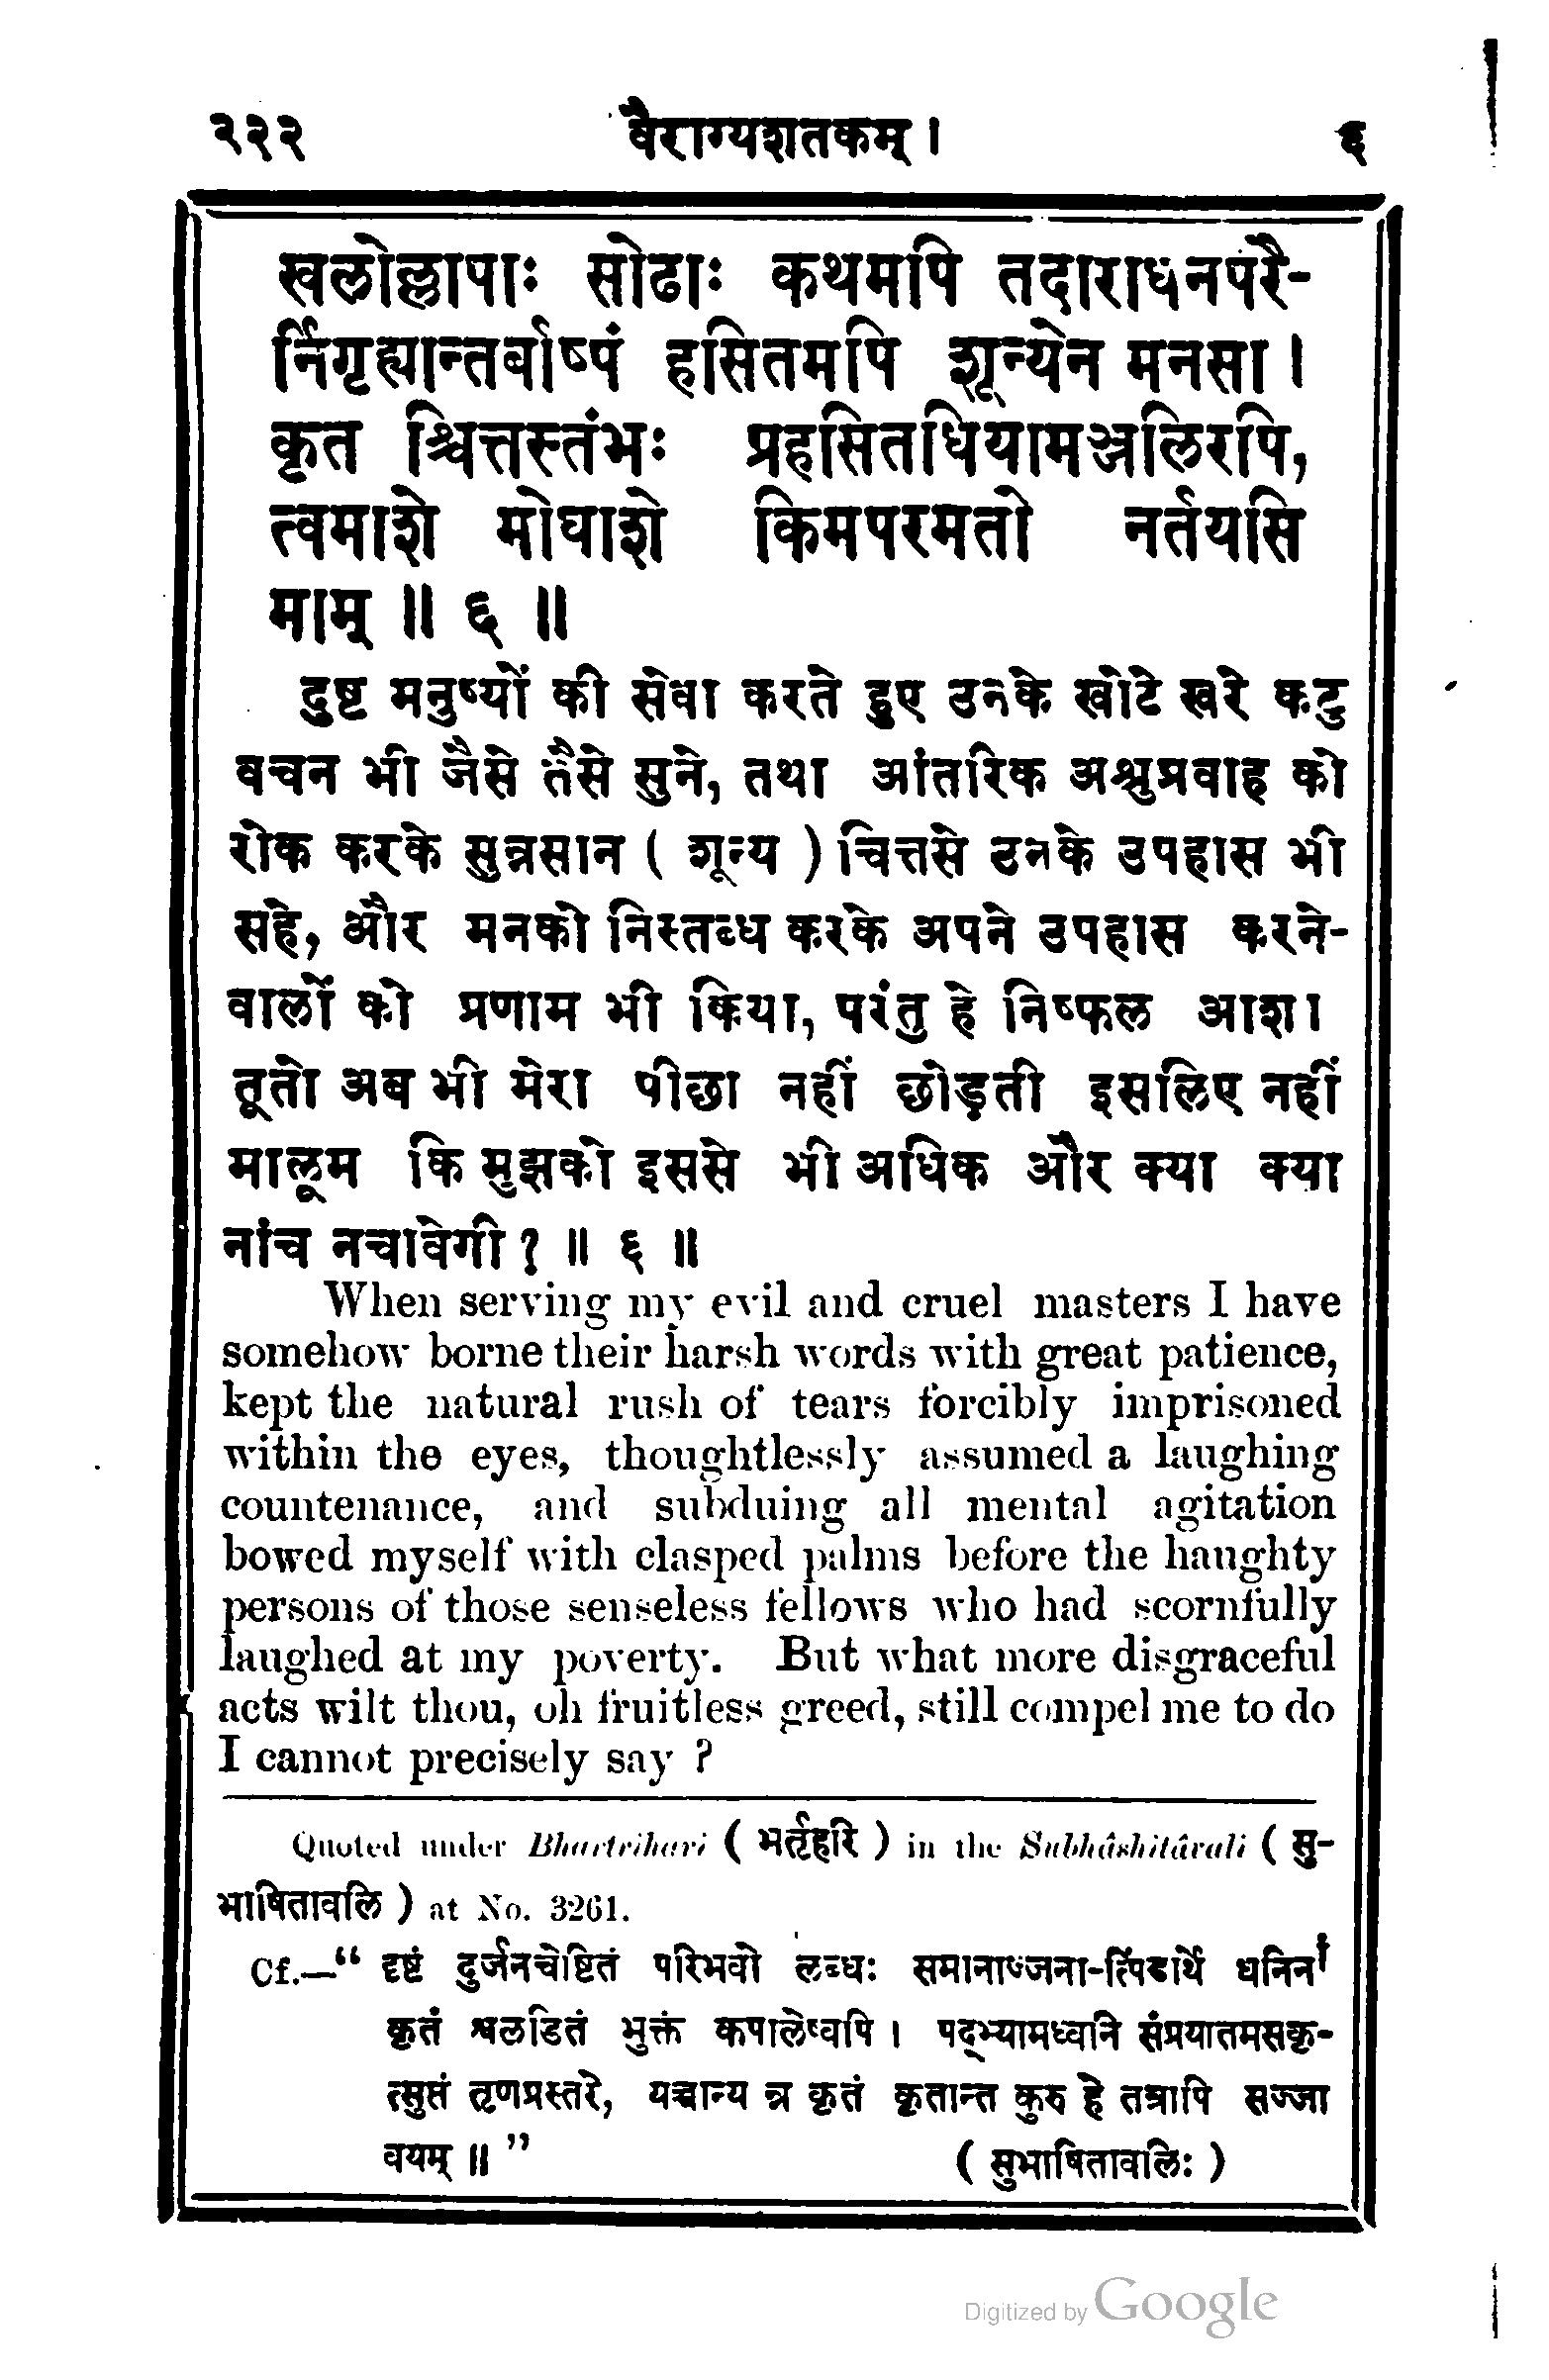 २२२ वैराग्यशतकम् । ६
खलोल्लापाः सोढाः कथमपि तदाराधनपरै-
र्निगृह्यान्तर्बाष्पं हसितमपि शून्येन मनसा ।
कृत श्चित्तस्तंभः प्रहसितधियामञ्जलिरपि,
त्वमाशे मोघाशे किमपरमतो नर्तयसि
माम् ॥ ६ ॥
दुष्ट मनुष्यों की सेवा करते हुए उनके खोटे खरे कटु
वचन भी जैसे तैसे सुने, तथा आंतरिक अश्रुप्रवाह को
रोक करके सुन्नसान ( शून्य ) चित्तसे उनके उपहास भी
सहे, और मनको निस्तब्ध करके अपने उपहास करने-
वालों को प्रणाम भी किया, परंतु हे निष्फल आशा
तूतो अब भी मेरा पीछा नहीं छोड़ती इसलिए नहीं
मालूम कि मुझको इससे भी अधिक और क्या क्या
नांच नचावेगी ? ॥ ६ ॥
When serving my evil and cruel masters I have
somehow borne their harsh words with great patience,
kept the natural rush of tears forcibly imprisoned
within the eyes, thoughtlessly assumed a laughing
countenance, and subduing all mental agitation
bowed myself with clasped palms before the haughty
persons of those senseless fellows who had scornfully
laughed at my poverty. But what more disgraceful
acts wilt thou, oh fruitless greed, still compel me to do
I cannot precisely say ?
Quoted under Bhartrihari ( भर्तृहरि ) in the Subhâshitâvali ( सु-
भाषितावलि ) at No. 3261.
Cf.—“ दृष्टं दुर्जनचेष्टितं परिभवो लब्धः समानाज्जना-त्पिंडार्थे धनिनां
कृतं श्वलडितं भुक्तं कपालेष्वपि । पद्भ्यामध्वनि संप्रयातमसकृ-
त्सुप्तं तृणप्रस्तरे, यच्चान्य न्न कृतं कृतान्त कुरु हे तत्रापि सज्जा
वयम् ॥ ” ( सुभाषितावलिः )
Digitized by Google